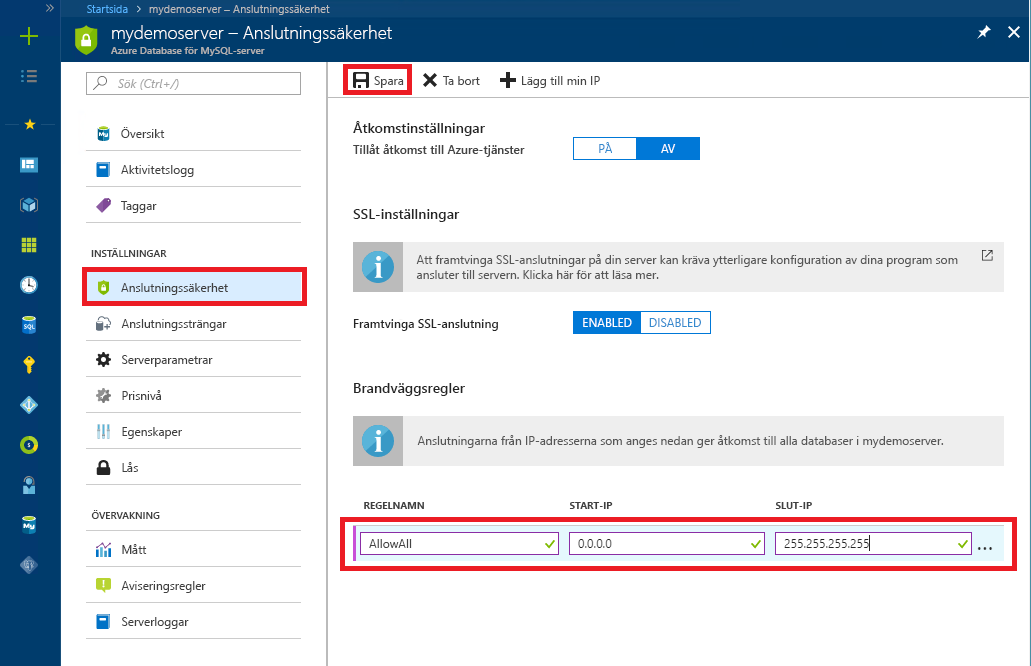 Startsida > mydemoserver – Anslutningssäkerhet
mydemoserver – Anslutningssäkerhet
Azure Database för MySQL-server
Sök (Ctrl+/)
Översikt
Aktivitetslogg
Taggar
INSTÄLLNINGAR
Anslutningssäkerhet
Anslutningssträngar
Serverparametrar
Prisnivå
Egenskaper
Lås
ÖVERVAKNING
Mått
Aviseringsregler
Serverloggar
Spara
Ta bort
Lägg till min IP
Åtkomstinställningar
Tillåt åtkomst till Azure-tjänster
PÅ
AV
SSL-inställningar
Att framtvinga SSL-anslutningar på din server kan kräva ytterligare konfiguration av dina program som
ansluter till servern. Klicka här för att läsa mer.
Framtvinga SSL-anslutning
ENABLED
DISABLED
Brandväggsregler
Anslutningarna från IP-adresserna som anges nedan ger åtkomst till alla databaser i mydemoserver.
REGELNAMN
START-IP
SLUT-IP
AllowAll
0.0.0.0
255.255.255.255